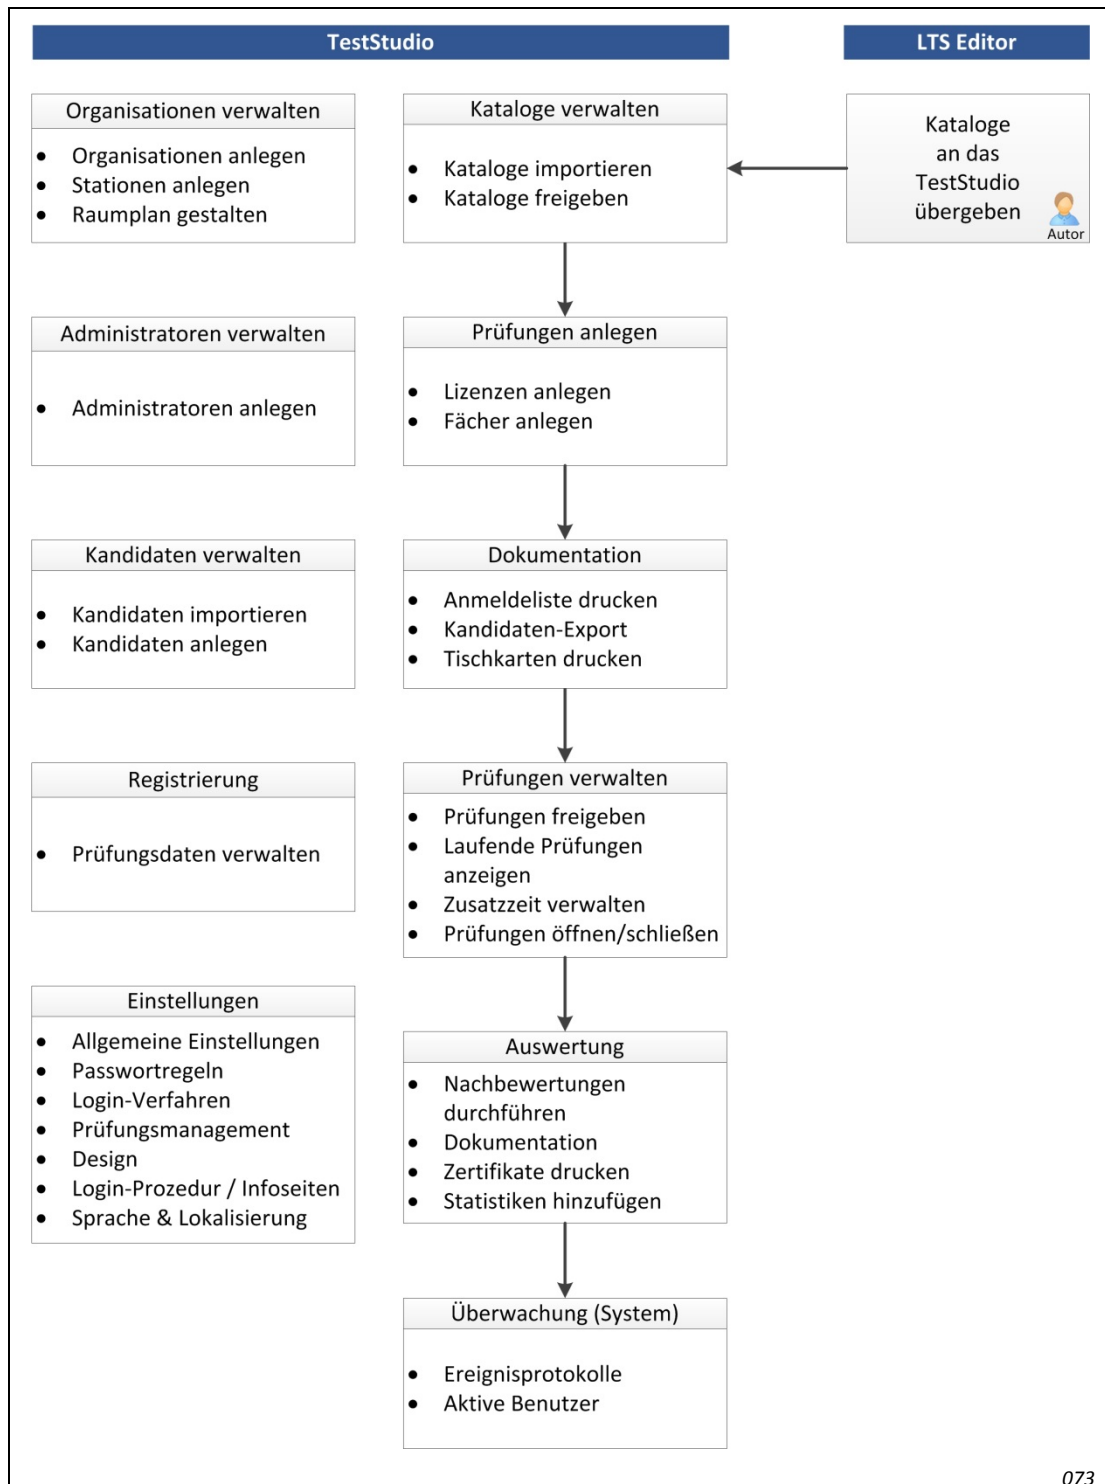 TestStudio
LTS Editor
Organisationen verwalten
• Organisationen anlegen
• Stationen anlegen
• Raumplan gestalten
Kataloge verwalten
• Kataloge importieren
• Kataloge freigeben
Kataloge
an das
TestStudio
übergeben
Autor
Administratoren verwalten
• Administratoren anlegen
Prüfungen anlegen
• Lizenzen anlegen
• Fächer anlegen
Kandidaten verwalten
• Kandidaten importieren
• Kandidaten anlegen
Dokumentation
• Anmeldeliste drucken
• Kandidaten-Export
• Tischkarten drucken
Registrierung
• Prüfungsdaten verwalten
Prüfungen verwalten
• Prüfungen freigeben
• Laufende Prüfungen
anzeigen
• Zusatzzeit verwalten
• Prüfungen öffnen/schließen
Einstellungen
• Allgemeine Einstellungen
• Passwortregeln
• Login-Verfahren
• Prüfungsmanagement
• Design
• Login-Prozedur / Infoseiten
• Sprache & Lokalisierung
Auswertung
• Nachbewertungen
durchführen
• Dokumentation
• Zertifikate drucken
• Statistiken hinzufügen
Überwachung (System)
• Ereignisprotokolle
• Aktive Benutzer
073